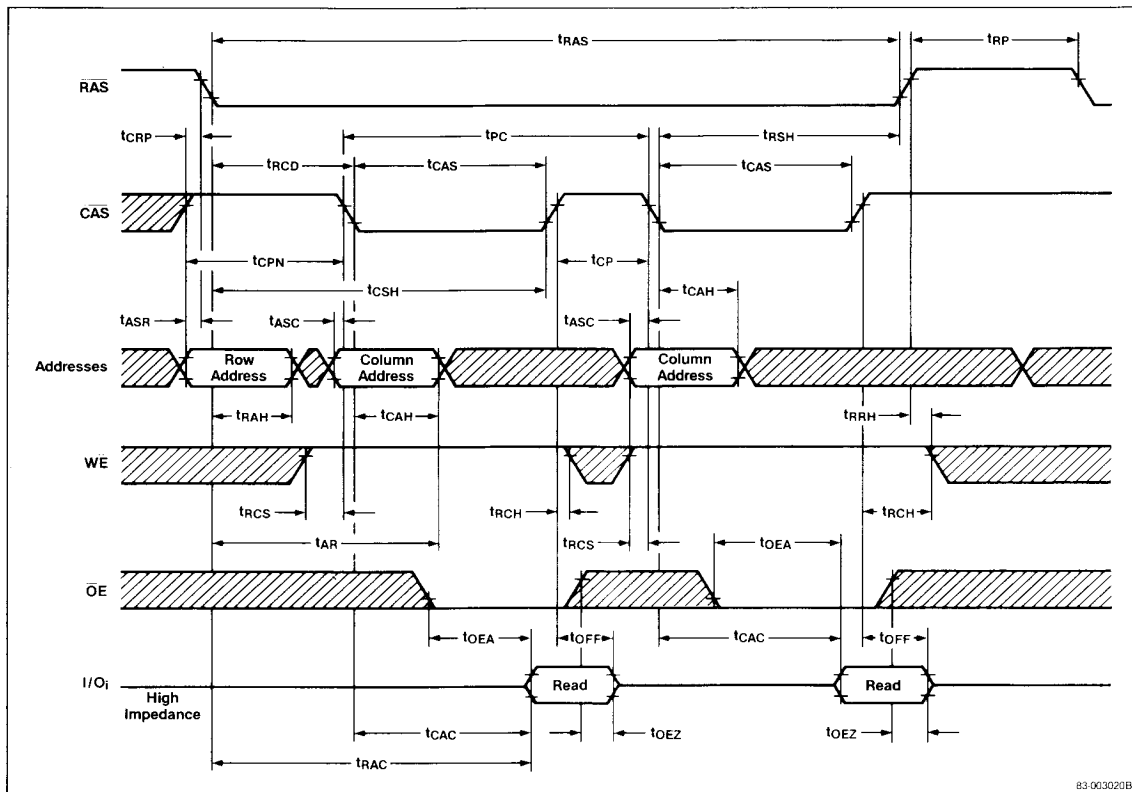 tRAS
tRP
RAS
tCRP
tPC
tRSH
tRCD
tCAS
tCAS
CAS
tCPN
tCP
tCSH
tCAH
tASR
tASC
tASC
Addresses
Row
Address
Column
Address
Column
Address
tRAH
tCAH
tRRH
WE
tRCS
tRCH
tRCH
tAR
tRCS
tOEA
OE
tOEA
tOFF
tCAC
tOFF
I/Oi
High
Impedance
Read
Read
tCAC
tOEZ
tOEZ
tRAC
83-003020B